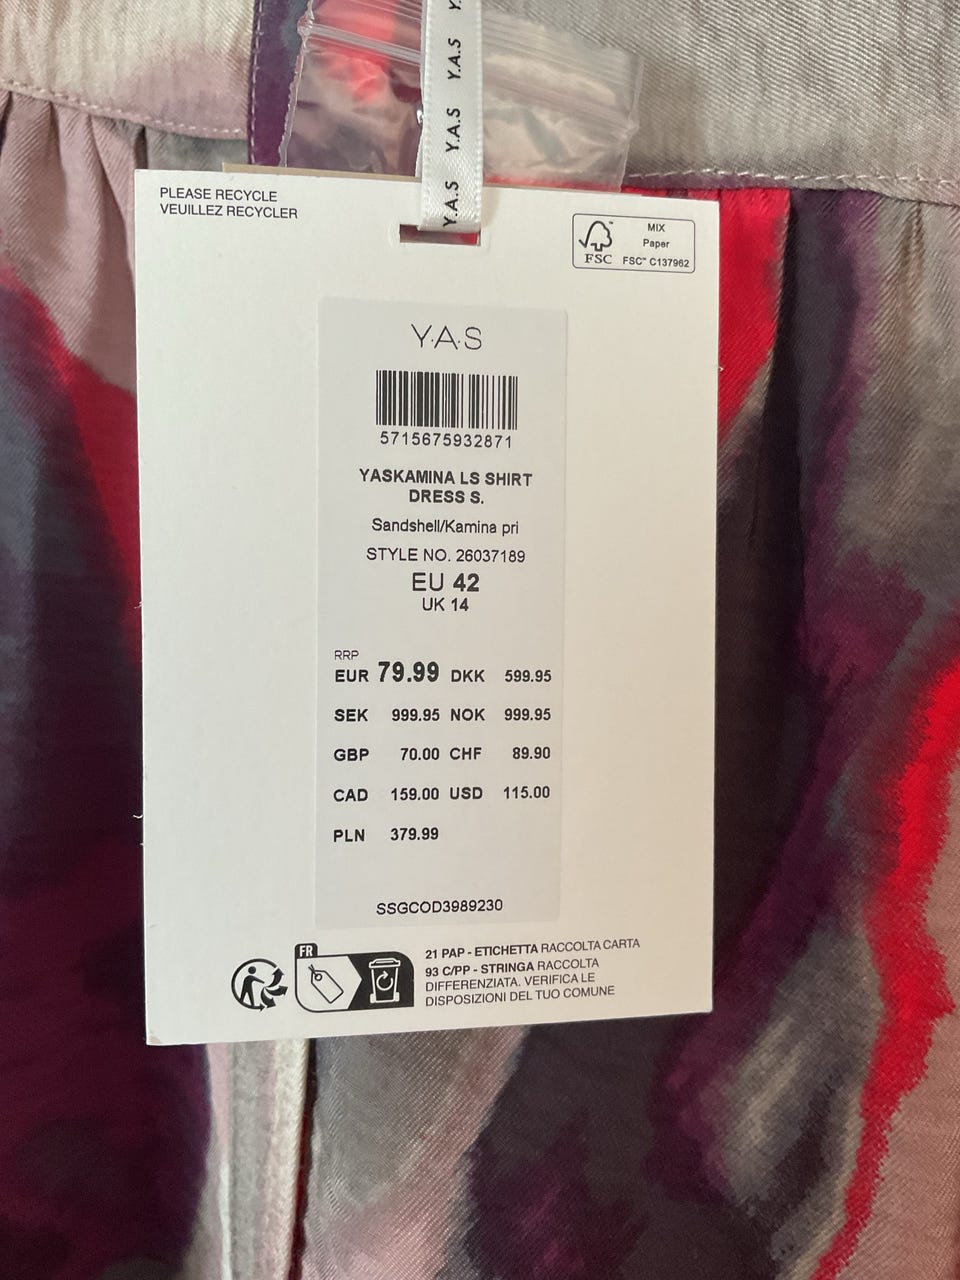 Y.A.S Y.A.S Y.A.S Y.
PLEASE RECYCLE
VEUILLEZ RECYCLER
FSC™
MIX
Paper
FSC™ C137962
Y.A.S
5715675932871
YASKAMINA LS SHIRT
DRESS S.
Sandshell/Kamina pri
STYLE NO. 26037189
EU 42
UK 14
RRP
EUR 79.99 DKK 599.95
SEK 999.95 NOK 999.95
GBP 70.00 CHF 89.90
CAD 159.00 USD 115.00
PLN 379.99
SSGCOD3989230
FR
21 PAP - ETICHETTA RACCOLTA CARTA
93 C/PP - STRINGA RACCOLTA
DIFFERENZIATA. VERIFICA LE
DISPOSIZIONI DEL TUO COMUNE